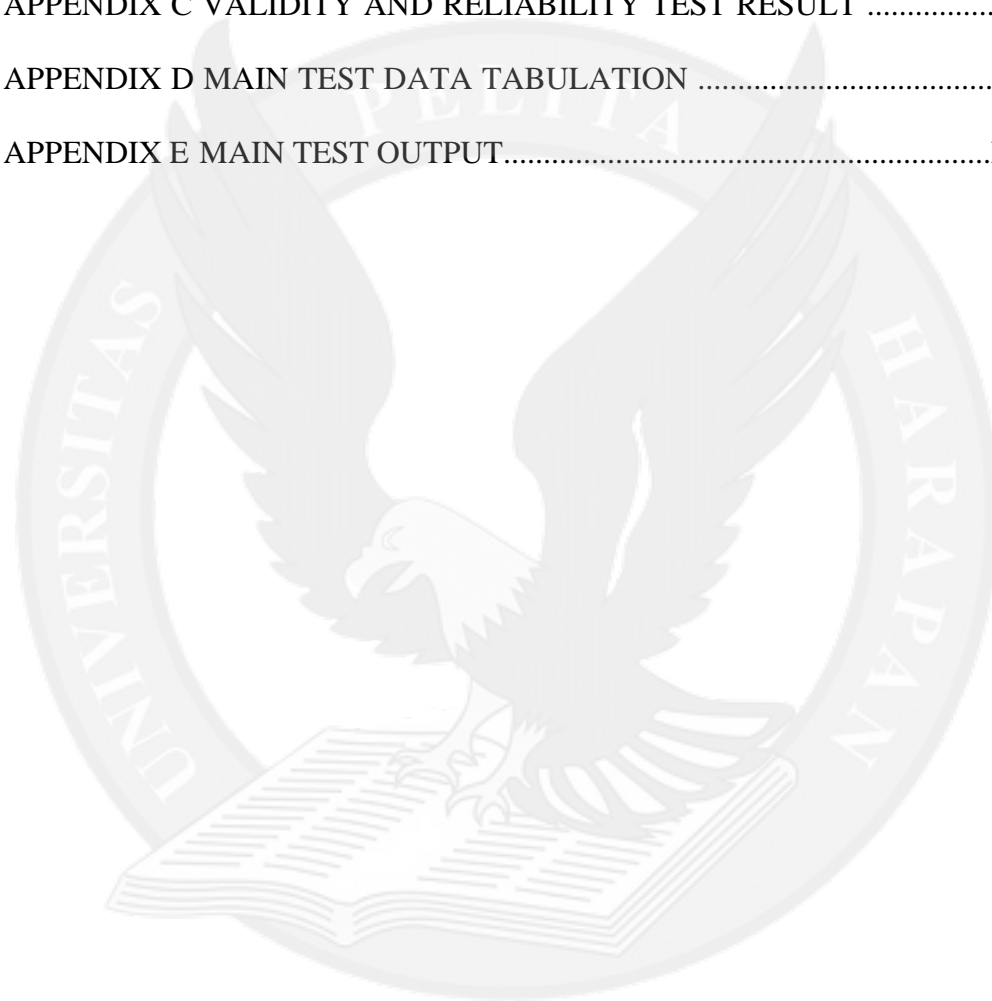 APPENDIX C VALIDITY AND RELIABILITY TEST RESULT ................
APPENDIX D MAIN TEST DATA TABULATION .....................................
APPENDIX E MAIN TEST OUTPUT.............................................................
UNIVERSITAS PELITA HARAPAN